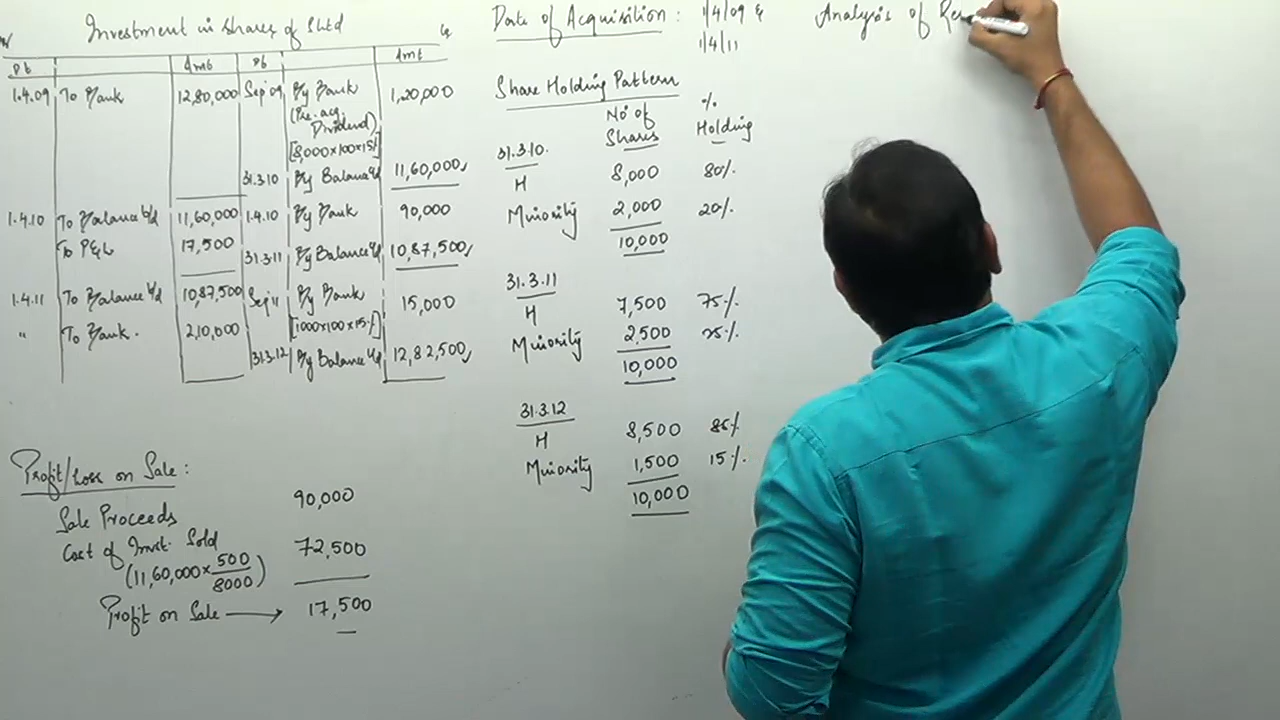 Investment in shares of S Ltd
Dt Amt Dt Amt
1.4.09 To Bank 12,80,000 Sep 09 By Bank 1,20,000
(Pre-acq
Dividend)
[8,000x100x15%]
31.3.10 By Balance c/d 11,60,000
1.4.10 To Balance b/d 11,60,000 1.4.10 By Bank 90,000
To P&L 17,500
31.3.11 By Balance c/d 10,87,500
1.4.11 To Balance b/d 10,87,500 Sep 11 By Bank 15,000
" To Bank. 2,10,000 [1000x100x15%]
31.3.12 By Balance c/d 12,82,500
Profit/Loss on Sale:
Sale Proceeds 90,000
Cost of Invt. Sold 72,500
(11,60,000 x 500/8000)
Profit on Sale → 17,500
Date of Acquisition: 1/4/09 &
1/4/11
Share Holding Pattern
No of Shares % Holding
31.3.10
H 8,000 80%
Minority 2,000 20%
10,000
31.3.11
H 7,500 75%
Minority 2,500 25%
10,000
31.3.12
H 8,500 85%
Minority 1,500 15%
10,000
Analysis of Res